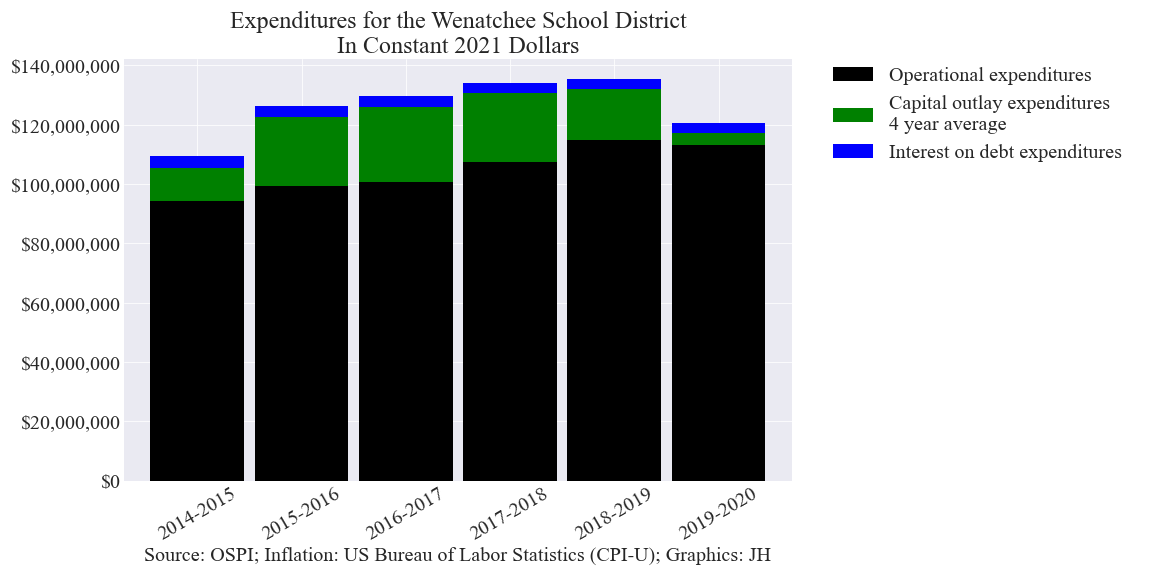 Expenditures for the Wenatchee School District
In Constant 2021 Dollars
$140,000,000
$120,000,000
$100,000,000
$80,000,000
$60,000,000
$40,000,000
$20,000,000
$0
Operational expenditures
Capital outlay expenditures
4 year average
Interest on debt expenditures
2014-2015
2015-2016
2016-2017
2017-2018
2018-2019
2019-2020
Source: OSPI; Inflation: US Bureau of Labor Statistics (CPI-U); Graphics: JH